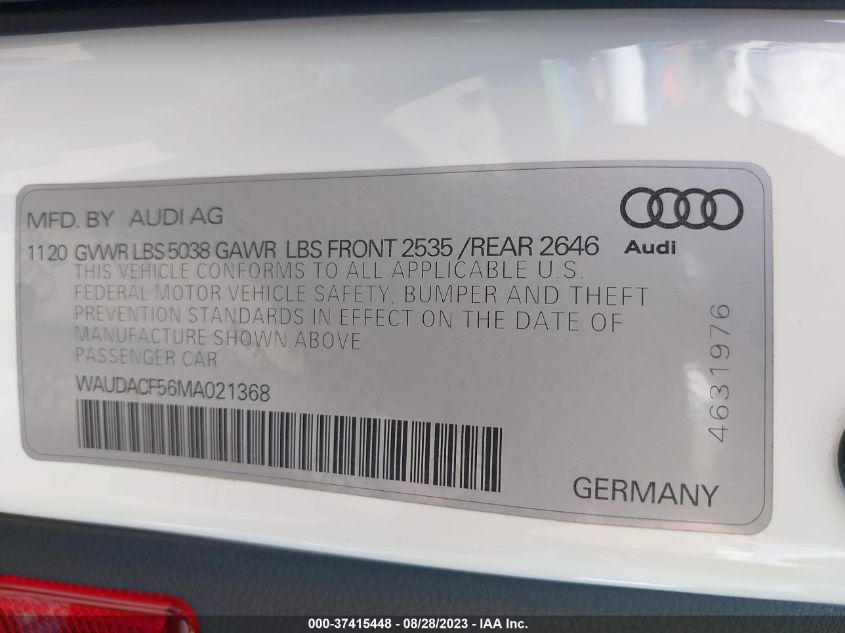 MFD. BY AUDI AG
1120 GVWR LBS 5038 GAWR LBS FRONT 2535 /REAR 2646
Audi
THIS VEHICLE CONFORMS TO ALL APPLICABLE U.S.
FEDERAL MOTOR VEHICLE SAFETY, BUMPER AND THEFT
PREVENTION STANDARDS IN EFFECT ON THE DATE OF
MANUFACTURE SHOWN ABOVE
PASSENGER CAR
WAUDACF56MA021368
4631976
GERMANY
000-37415448 | 08/28/2023 - IAA Inc.